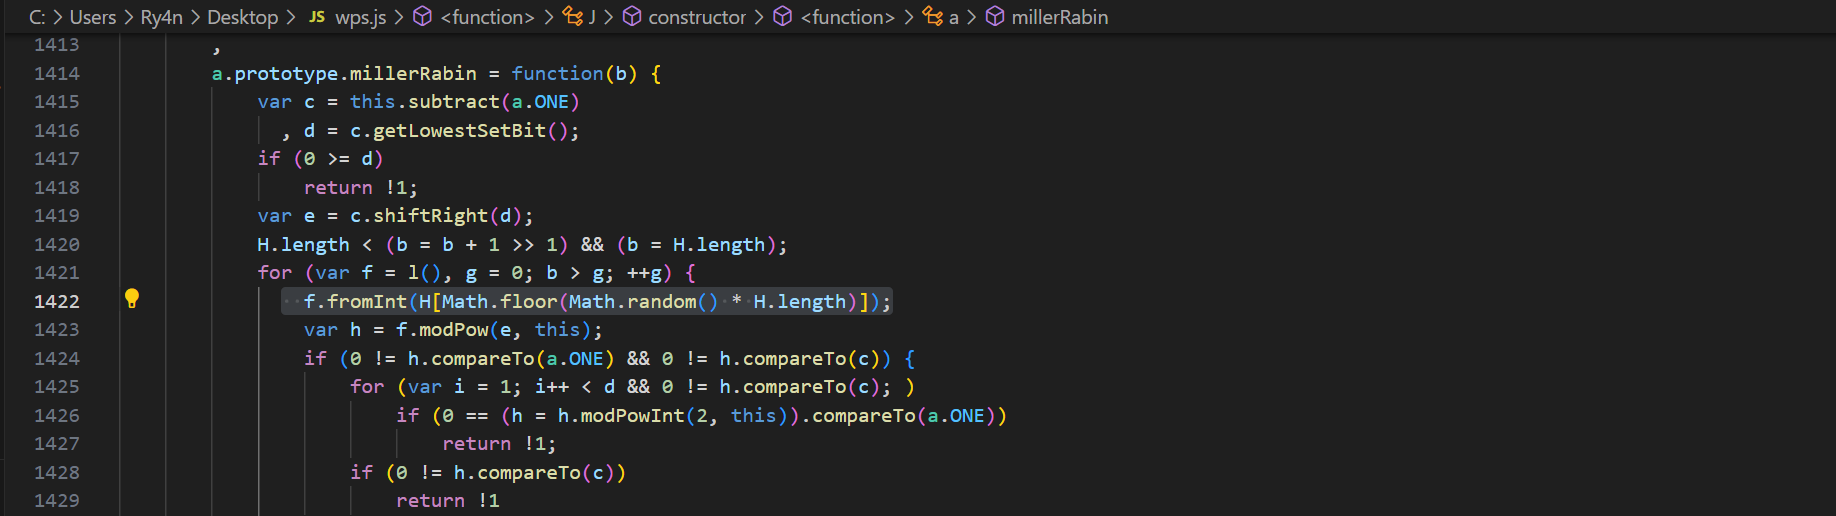 C: > Users > Ry4n > Desktop > JS wps.js > <function> > J > constructor > <function> > a > millerRabin
1413 ,
1414 a.prototype.millerRabin = function(b) {
1415 var c = this.subtract(a.ONE)
1416 , d = c.getLowestSetBit();
1417 if (0 >= d)
1418 return !1;
1419 var e = c.shiftRight(d);
1420 H.length < (b = b + 1 >> 1) && (b = H.length);
1421 for (var f = l(), g = 0; b > g; ++g) {
1422 f.fromInt(H[Math.floor(Math.random() * H.length)]);
1423 var h = f.modPow(e, this);
1424 if (0 != h.compareTo(a.ONE) && 0 != h.compareTo(c)) {
1425 for (var i = 1; i++ < d && 0 != h.compareTo(c); )
1426 if (0 == (h = h.modPowInt(2, this)).compareTo(a.ONE))
1427 return !1;
1428 if (0 != h.compareTo(c))
1429 return !1